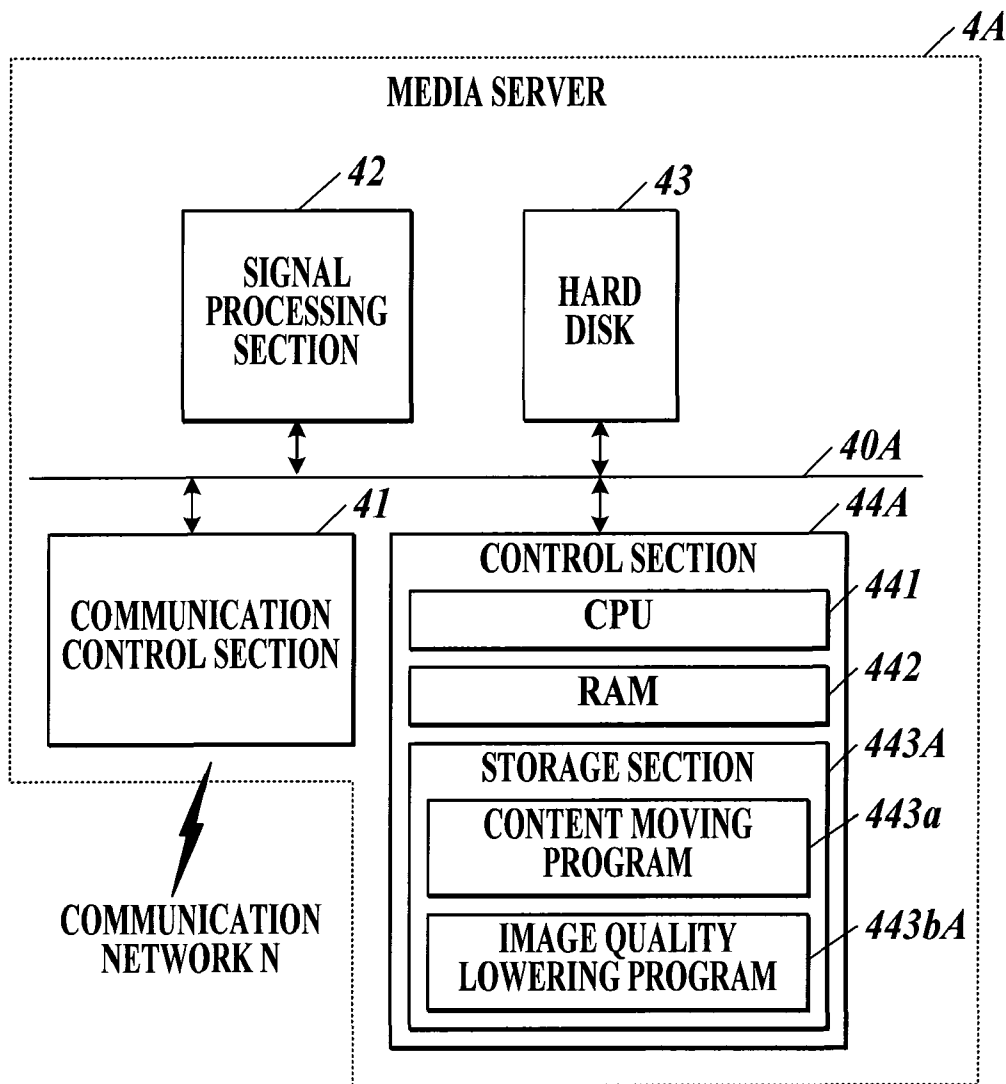 4A
MEDIA SERVER
42
43
SIGNAL
PROCESSING
SECTION
HARD
DISK
40A
41
44A
COMMUNICATION
CONTROL SECTION
CONTROL SECTION
441
CPU
442
RAM
443A
STORAGE SECTION
443a
CONTENT MOVING
PROGRAM
443bA
IMAGE QUALITY
LOWERING PROGRAM
COMMUNICATION
NETWORK N